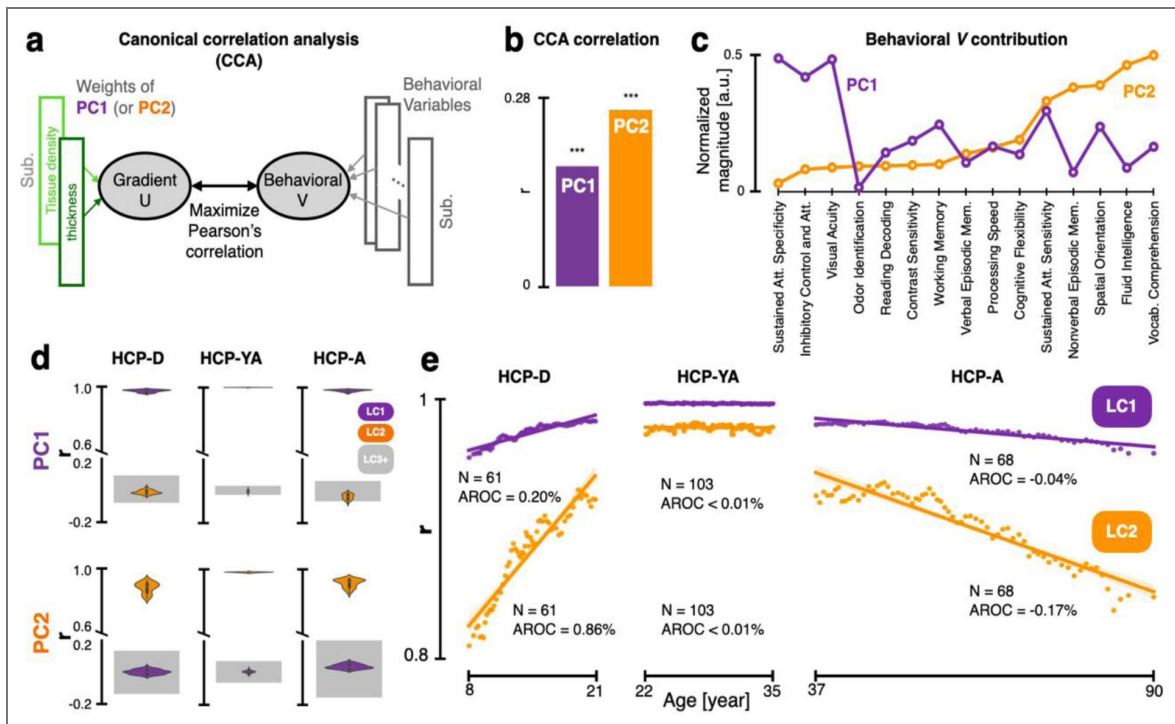 a
Canonical correlation analysis
(CCA)
Weights of
PC1 (or PC2)
Behavioral
Variables
Sub.
Tissue density
thickness
Gradient
U
Behavioral
V
Maximize
Pearson's
correlation
...
Sub.
b
CCA correlation
0.28
r
0
***
PC1
***
PC2
c
Behavioral V contribution
Normalized
magnitude [a.u.]
0.5
0
PC1
PC2
Sustained Att. Specificity
Inhibitory Control and Att.
Visual Acuity
Odor Identification
Reading Decoding
Contrast Sensitivity
Working Memory
Verbal Episodic Mem.
Processing Speed
Cognitive Flexibility
Sustained Att. Sensitivity
Nonverbal Episodic Mem.
Spatial Orientation
Fluid Intelligence
Vocab. Comprehension
d
HCP-D
HCP-YA
HCP-A
PC1
r
1.0
0.6
0.2
-0.2
LC1
LC2
LC3+
PC2
r
1.0
0.6
0.2
-0.2
e
HCP-D
HCP-YA
HCP-A
1
r
0.8
LC1
LC2
N = 61
AROC = 0.20%
N = 103
AROC < 0.01%
N = 68
AROC = -0.04%
N = 61
AROC = 0.86%
N = 103
AROC < 0.01%
N = 68
AROC = -0.17%
8
21
22
35
37
90
Age [year]